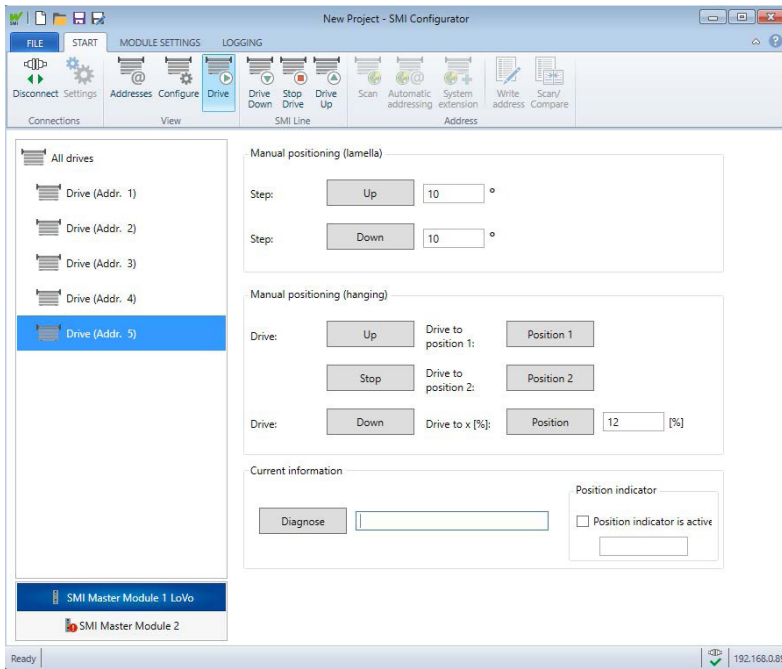 New Project - SMI Configurator
SMI
FILE START MODULE SETTINGS LOGGING
Disconnect Settings Addresses Configure Drive Drive Down Stop Drive Drive Up Scan Automatic addressing System extension Write address Scan/ Compare
Connections View SMI Line Address
All drives
Drive (Addr. 1)
Drive (Addr. 2)
Drive (Addr. 3)
Drive (Addr. 4)
Drive (Addr. 5)
Manual positioning (lamella)
Step: Up 10 °
Step: Down 10 °
Manual positioning (hanging)
Drive: Up Drive to position 1: Position 1
Stop Drive to position 2: Position 2
Drive: Down Drive to x [%]: Position 12 [%]
Current information
Position indicator
Diagnose
Position indicator is active
SMI Master Module 1 LoVo
SMI Master Module 2
Ready 192.168.0.89